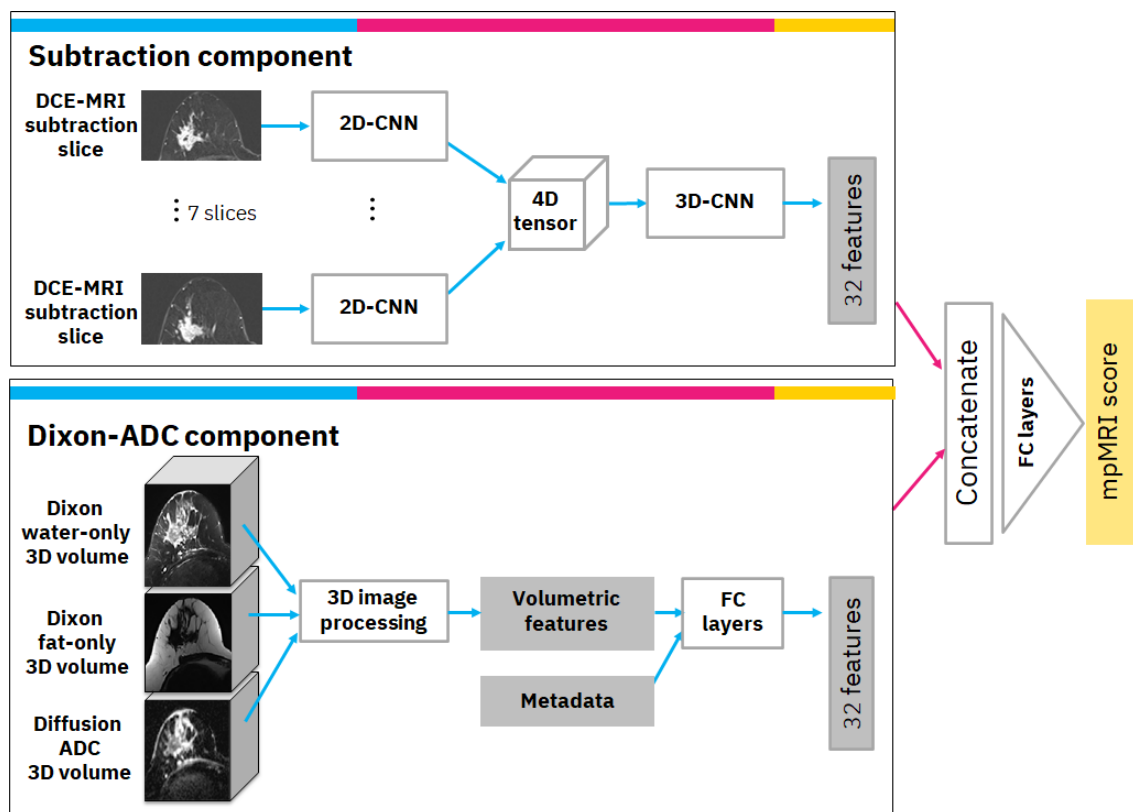 Subtraction component
DCE-MRI
subtraction
slice
2D-CNN
⋮ 7 slices
⋮
4D
tensor
3D-CNN
32 features
DCE-MRI
subtraction
slice
2D-CNN
Dixon-ADC component
Dixon
water-only
3D volume
Dixon
fat-only
3D volume
Diffusion
ADC
3D volume
3D image
processing
Volumetric
features
Metadata
FC
layers
32 features
Concatenate
FC layers
mpMRI score